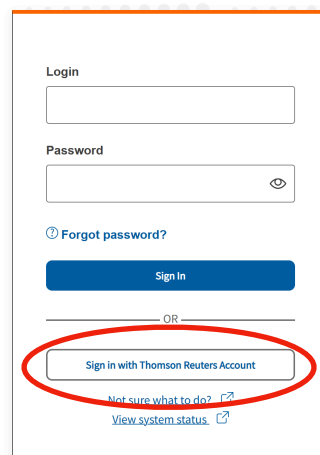 Login
Password
Forgot password?
Sign In
OR
Sign in with Thomson Reuters Account
Not sure what to do?
View system status